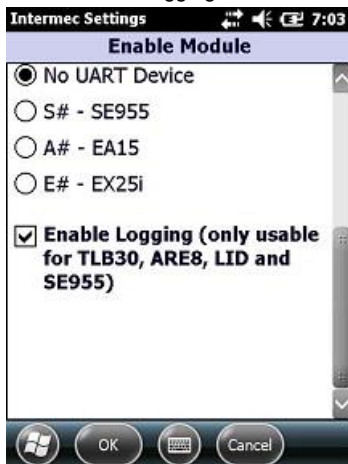 Intermec Settings 7:03
Enable Module
No UART Device
S# - SE955
A# - EA15
E# - EX25i
Enable Logging (only usable
for TLB30, ARE8, LID and
SE955)
OK Cancel